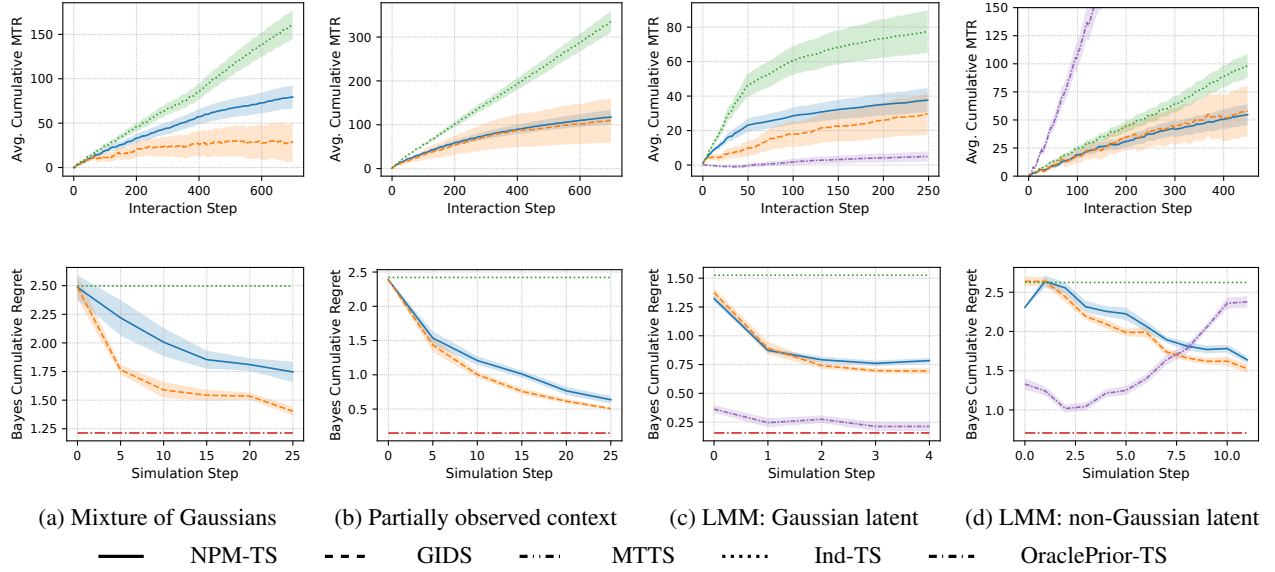 Avg. Cumulative MTR
150
100
50
0
0 200 400 600
Interaction Step
Avg. Cumulative MTR
300
200
100
0
0 200 400 600
Interaction Step
Avg. Cumulative MTR
80
60
40
20
0
0 50 100 150 200 250
Interaction Step
Avg. Cumulative MTR
150
125
100
75
50
25
0
0 100 200 300 400
Interaction Step
Bayes Cumulative Regret
2.50
2.25
2.00
1.75
1.50
1.25
0 5 10 15 20 25
Simulation Step
Bayes Cumulative Regret
2.5
2.0
1.5
1.0
0.5
0 5 10 15 20 25
Simulation Step
Bayes Cumulative Regret
1.50
1.25
1.00
0.75
0.50
0.25
0 1 2 3 4
Simulation Step
Bayes Cumulative Regret
2.5
2.0
1.5
1.0
0.0 2.5 5.0 7.5 10.0
Simulation Step
(a) Mixture of Gaussians
(b) Partially observed context
(c) LMM: Gaussian latent
(d) LMM: non-Gaussian latent
NPM-TS GIDS MTTS Ind-TS OraclePrior-TS